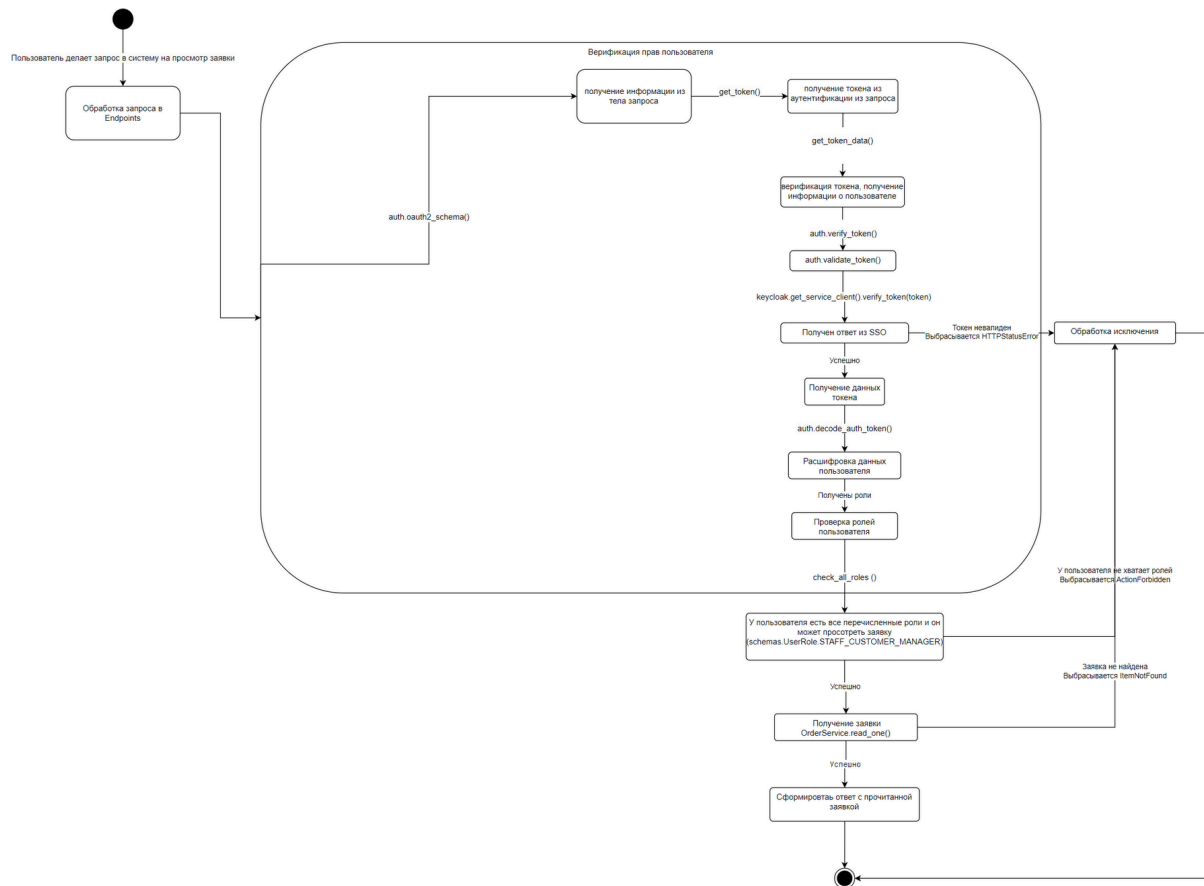 Верификация прав пользователя
Пользователь делает запрос в систему на просмотр заявки
Обработка запроса в
Endpoints
получение информации из
тела запроса
get_token()
получение токена из
аутентификации из запроса
get_token_data()
верификация токена, получение
информации о пользователе
auth.oauth2_schema()
auth.verify_token()
auth.validate_token()
keycloak.get_service_client().verify_token(token)
Получен ответ из SSO
Токен невалиден
Выбрасывается HTTPStatusError
Обработка исключения
Успешно
Получение данных
токена
auth.decode_auth_token()
Расшифровка данных
пользователя
Получены роли
Проверка ролей
пользователя
check_all_roles ()
У пользователя не хватает ролей
Выбрасывается ActionForbidden
У пользователя есть все перечисленные роли и он
может просотреть заявку
(schemas.UserRole.STAFF_CUSTOMER_MANAGER)
Заявка не найдена
Выбрасывается ItemNotFound
Успешно
Получение заявки
OrderService.read_one()
Успешно
Сформировтаь ответ с прочитанной
заявкой